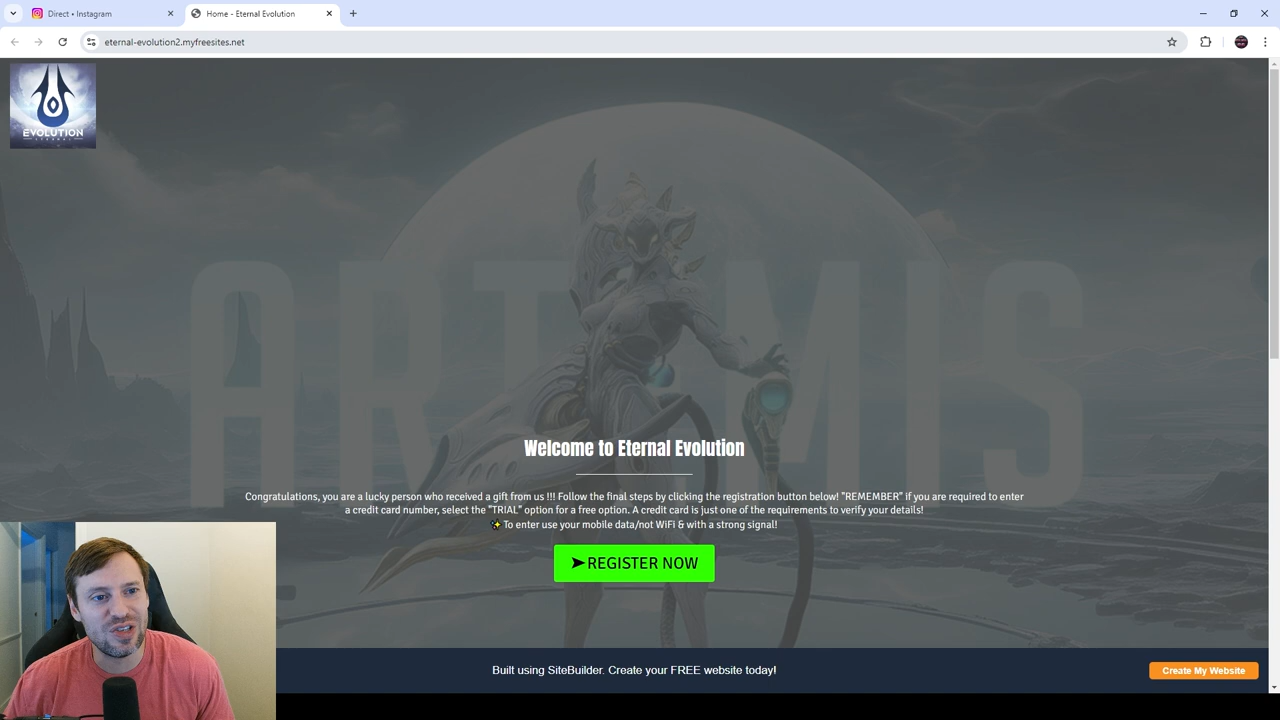 Direct • Instagram
Home - Eternal Evolution
eternal-evolution2.myfreesites.net
EVOLUTION
ARTEMIS
Welcome to Eternal Evolution
Congratulations, you are a lucky person who received a gift from us !!! Follow the final steps by clicking the registration button below! "REMEMBER" if you are required to enter
a credit card number, select the "TRIAL" option for a free option. A credit card is just one of the requirements to verify your details!
✨To enter use your mobile data/not WiFi & with a strong signal!
➤REGISTER NOW
Built using SiteBuilder. Create your FREE website today!
Create My Website